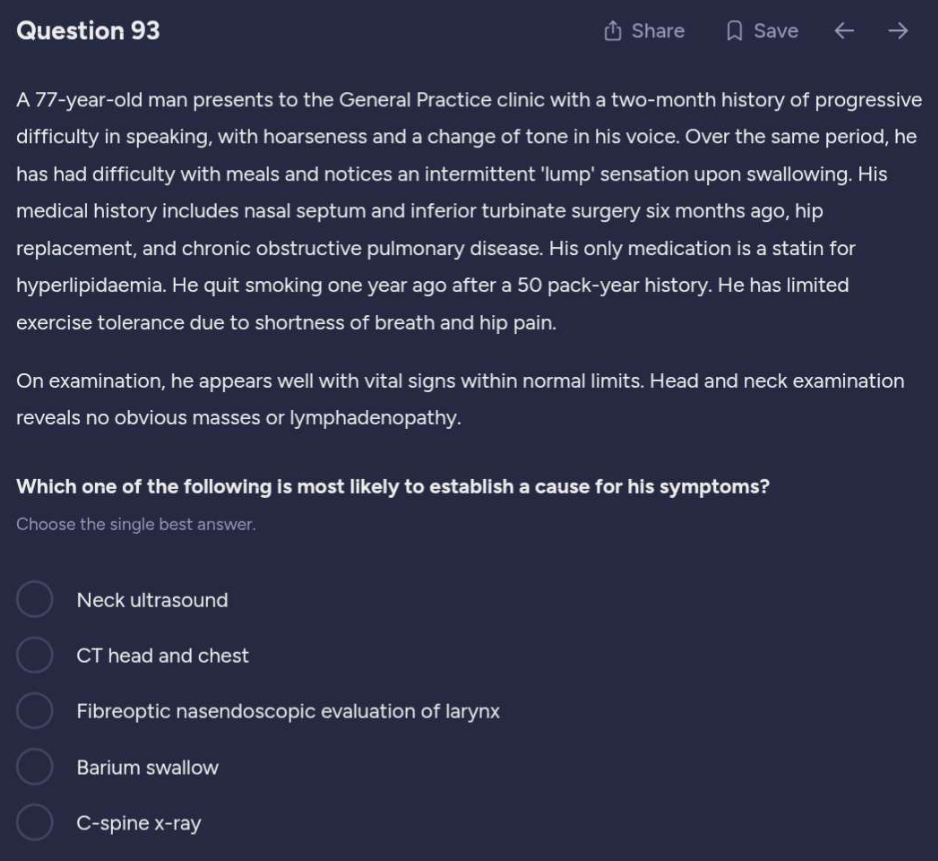 Question 93
Share
Save
A 77-year-old man presents to the General Practice clinic with a two-month history of progressive
difficulty in speaking, with hoarseness and a change of tone in his voice. Over the same period, he
has had difficulty with meals and notices an intermittent 'lump' sensation upon swallowing. His
medical history includes nasal septum and inferior turbinate surgery six months ago, hip
replacement, and chronic obstructive pulmonary disease. His only medication is a statin for
hyperlipidaemia. He quit smoking one year ago after a 50 pack-year history. He has limited
exercise tolerance due to shortness of breath and hip pain.
On examination, he appears well with vital signs within normal limits. Head and neck examination
reveals no obvious masses or lymphadenopathy.
Which one of the following is most likely to establish a cause for his symptoms?
Choose the single best answer.
Neck ultrasound
CT head and chest
Fibreoptic nasendoscopic evaluation of larynx
Barium swallow
C-spine x-ray